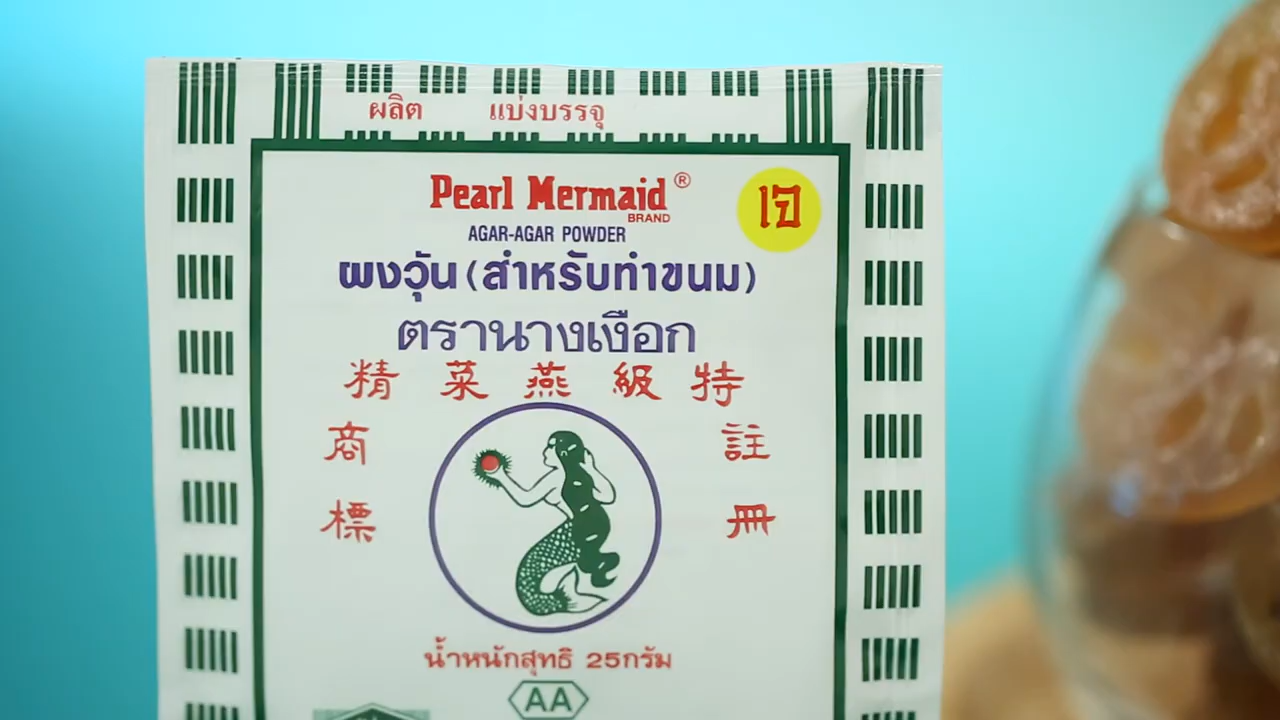 ผลิต แบ่งบรรจุ
Pearl Mermaid®
BRAND
เจ
AGAR-AGAR POWDER
ผงวุ้น (สำหรับทำขนม)
ตรานางเงือก
精菜燕級特
商 註
標 冊
น้ำหนักสุทธิ 25กรัม
AA